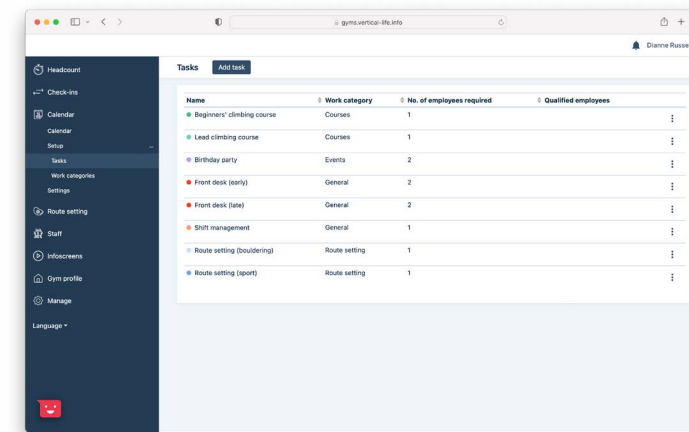 gyms.vertical-life.info
Dianne Russe
Headcount
Check-ins
Calendar
Calendar
Setup
Tasks
Work categories
Settings
Route setting
Staff
Infoscreens
Gym profile
Manage
Language
Tasks Add task
Name Work category No. of employees required Qualified employees
Beginners' climbing course Courses 1
Lead climbing course Courses 1
Birthday party Events 2
Front desk (early) General 2
Front desk (late) General 2
Shift management General 1
Route setting (bouldering) Route setting 1
Route setting (sport) Route setting 1